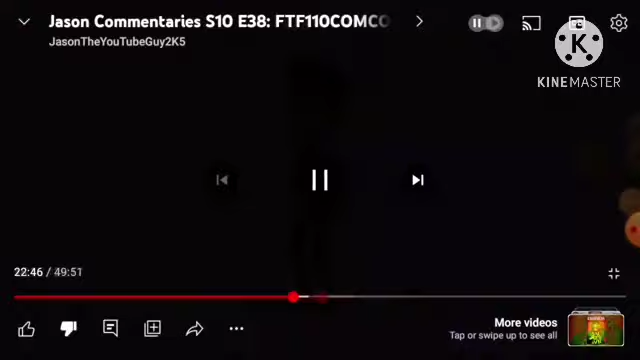 Jason Commentaries S10 E38: FTF110COMCO
JasonTheYouTubeGuy2K5
K
KINEMASTER
22:46 / 49:51
More videos
Tap or swipe up to see all